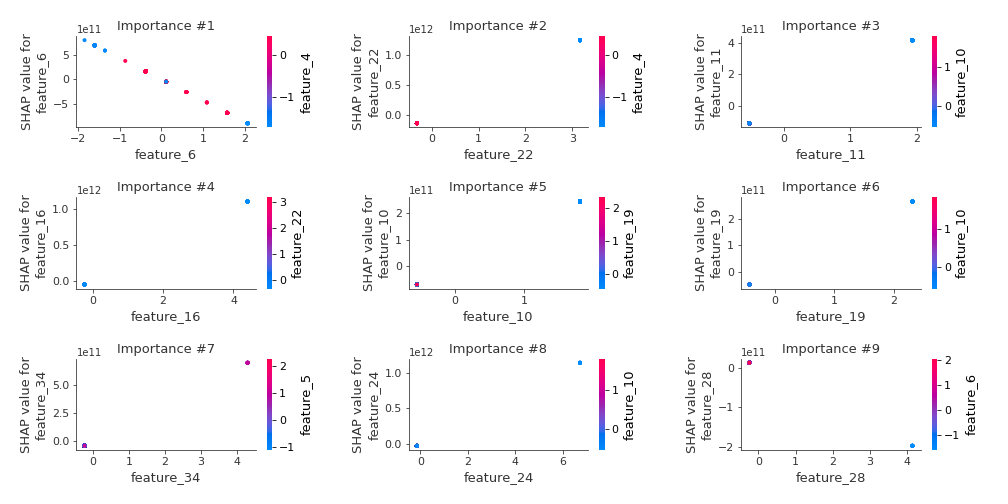 Importance #1
1e11
5
0
−5
−2
−1
0
1
2
SHAP value for
feature_6
feature_6
0
−1
feature_4
Importance #2
1e12
1.0
0.5
0.0
0
1
2
3
SHAP value for
feature_22
feature_22
0
−1
feature_4
Importance #3
1e11
4
2
0
0
1
2
SHAP value for
feature_11
feature_11
1
0
feature_10
Importance #4
1e12
1.0
0.5
0.0
0
2
4
SHAP value for
feature_16
feature_16
3
2
1
0
feature_22
Importance #5
1e11
2
1
0
0
1
SHAP value for
feature_10
feature_10
2
1
0
feature_19
Importance #6
1e11
2
1
0
0
1
2
SHAP value for
feature_19
feature_19
1
0
feature_10
Importance #7
1e11
5.0
2.5
0.0
0
1
2
3
4
SHAP value for
feature_34
feature_34
2
1
0
−1
feature_5
Importance #8
1e12
1.0
0.5
0.0
0
2
4
6
SHAP value for
feature_24
feature_24
1
0
feature_10
Importance #9
1e11
0
−1
−2
0
1
2
3
4
SHAP value for
feature_28
feature_28
2
1
0
−1
feature_6